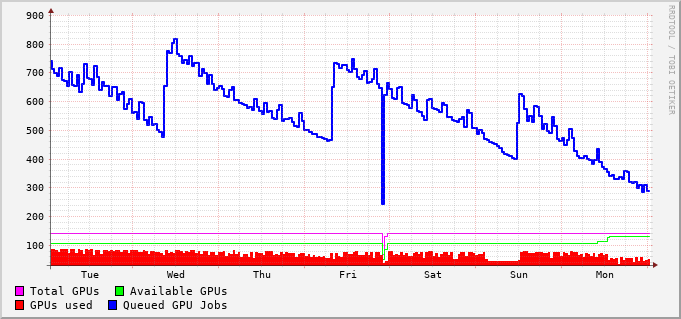 900
800
700
600
500
400
300
200
100
Tue Wed Thu Fri Sat Sun Mon
Total GPUs Available GPUs
GPUs used Queued GPU Jobs
RRDTOOL / TOBI OETIKER